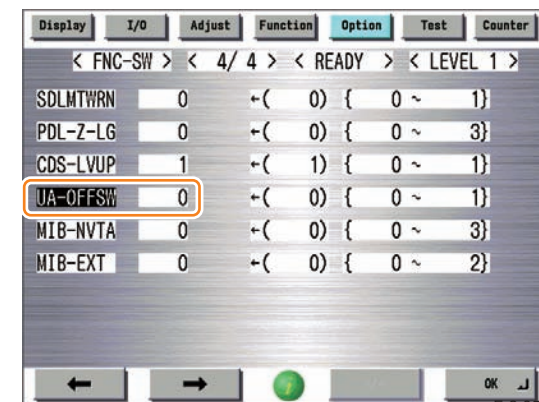 Display I/O Adjust Function Option Test Counter
< FNC-SW > < 4/ 4 > < READY > < LEVEL 1 >
SDLMTWRN 0 ←( 0) { 0 ~ 1}
PDL-Z-LG 0 ←( 0) { 0 ~ 3}
CDS-LVUP 1 ←( 1) { 0 ~ 1}
UA-OFFSW 0 ←( 0) { 0 ~ 1}
MIB-NVTA 0 ←( 0) { 0 ~ 3}
MIB-EXT 0 ←( 0) { 0 ~ 2}
← → OK ⏎